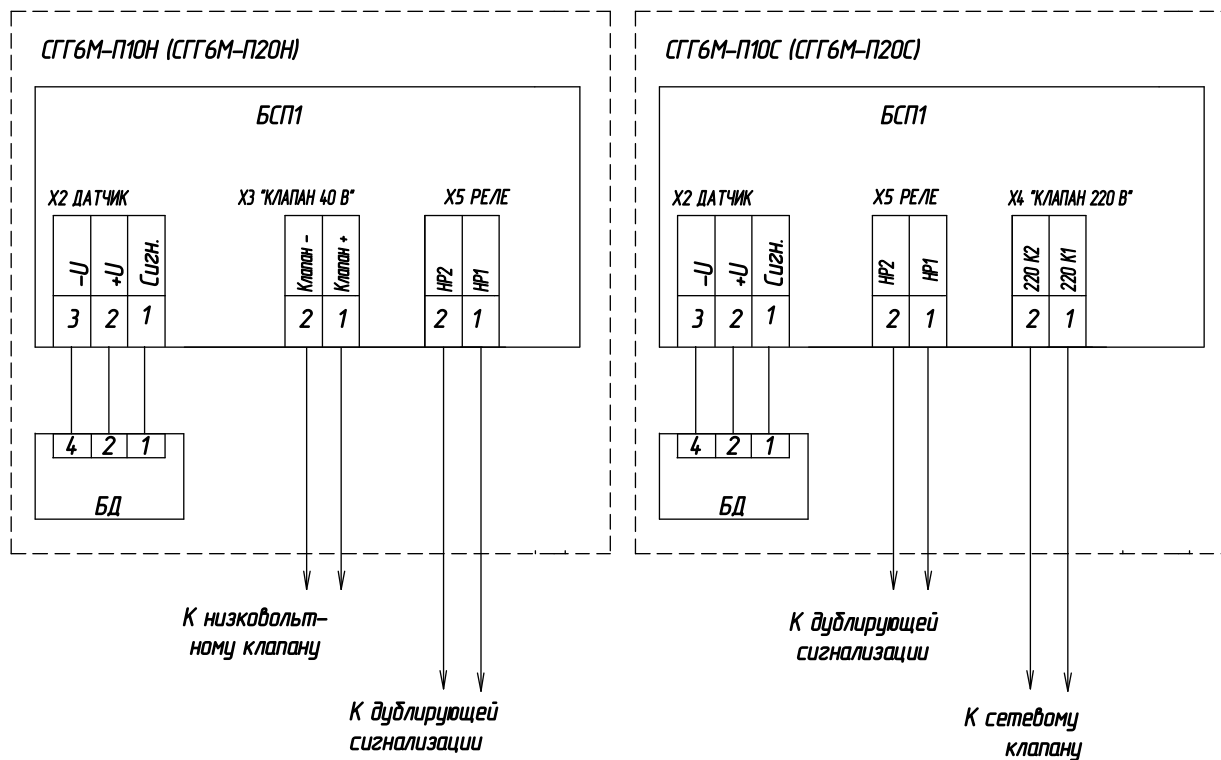 СГГ6М-П10Н (СГГ6М-П20Н)
БСП1
Х2 ДАТЧИК
Х3 "КЛАПАН 40 В"
Х5 РЕЛЕ
-U
+U
Сигн.
Клапан -
Клапан +
НР2
НР1
3 2 1
2 1
2 1
4 2 1
БД
К низковольт-
ному клапану
К дублирующей
сигнализации
СГГ6М-П10С (СГГ6М-П20С)
БСП1
Х2 ДАТЧИК
Х5 РЕЛЕ
Х4 "КЛАПАН 220 В"
-U
+U
Сигн.
НР2
НР1
220 К2
220 К1
3 2 1
2 1
2 1
4 2 1
БД
К дублирующей
сигнализации
К сетевому
клапану